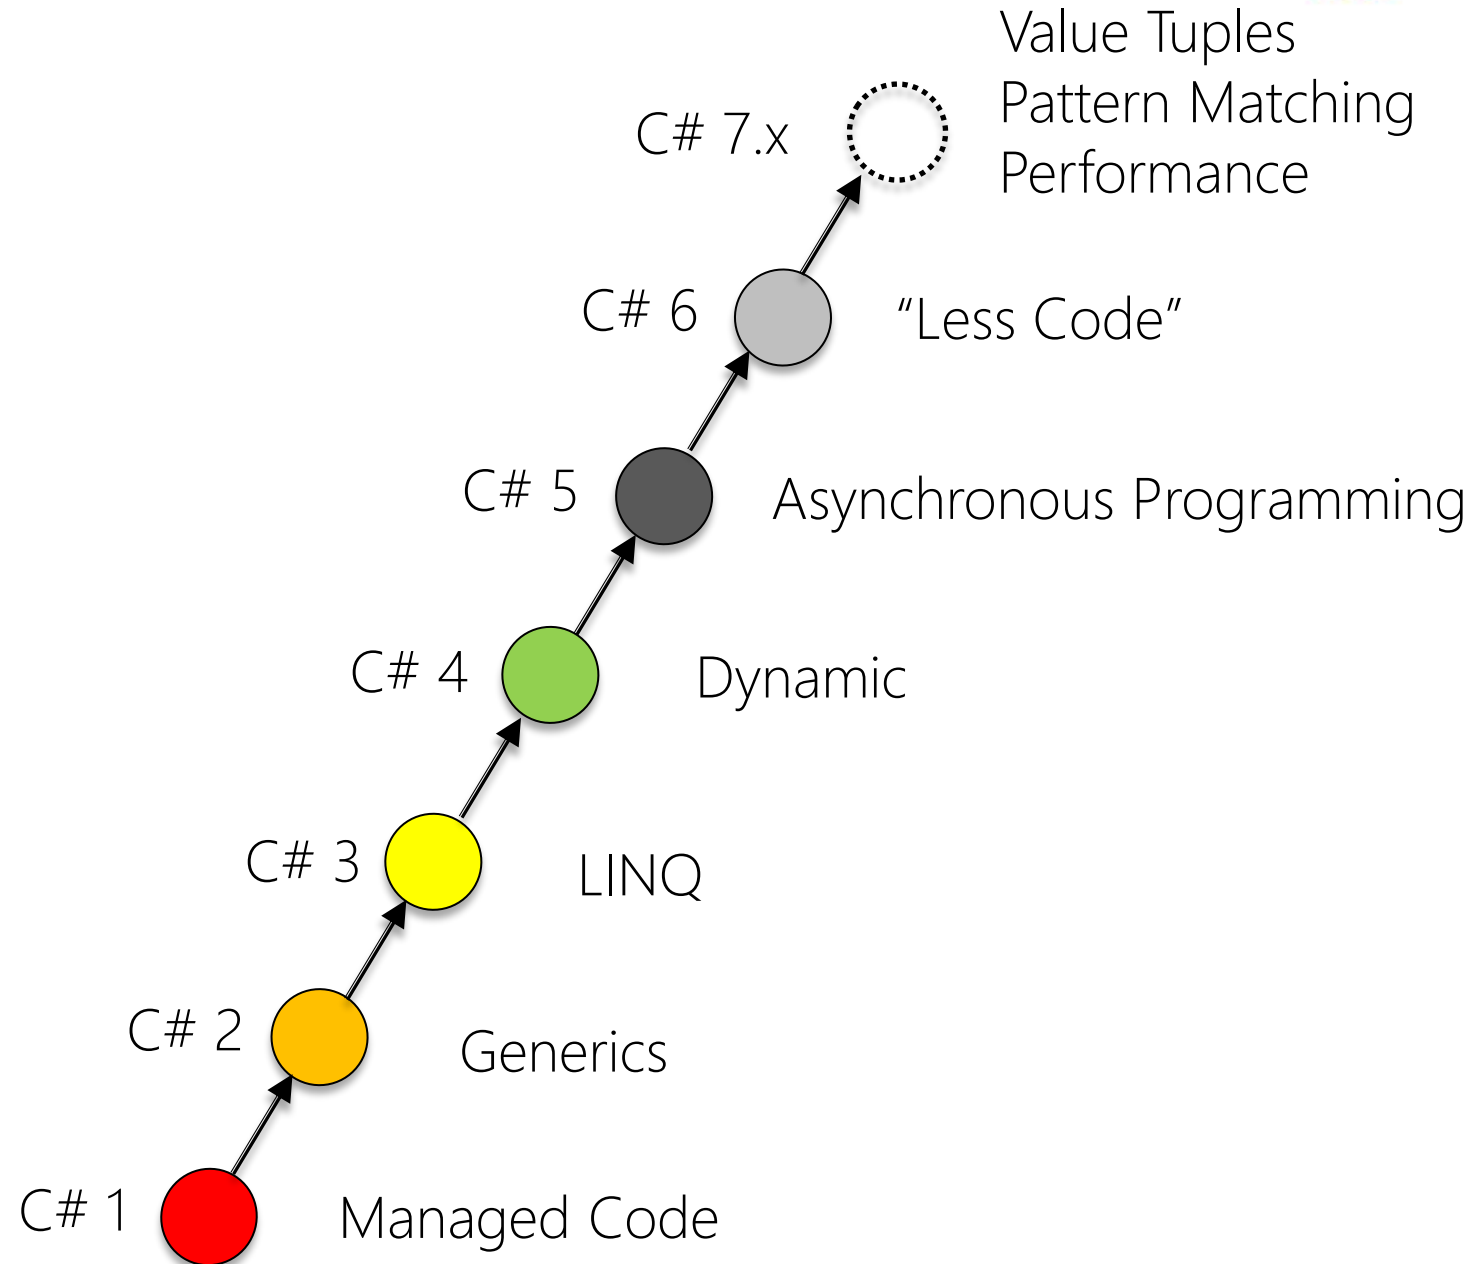 Value Tuples
C# 7.x Pattern Matching
Performance
C# 6 “Less Code”
C# 5 Asynchronous Programming
C# 4 Dynamic
C# 3 LINQ
C# 2 Generics
C# 1 Managed Code